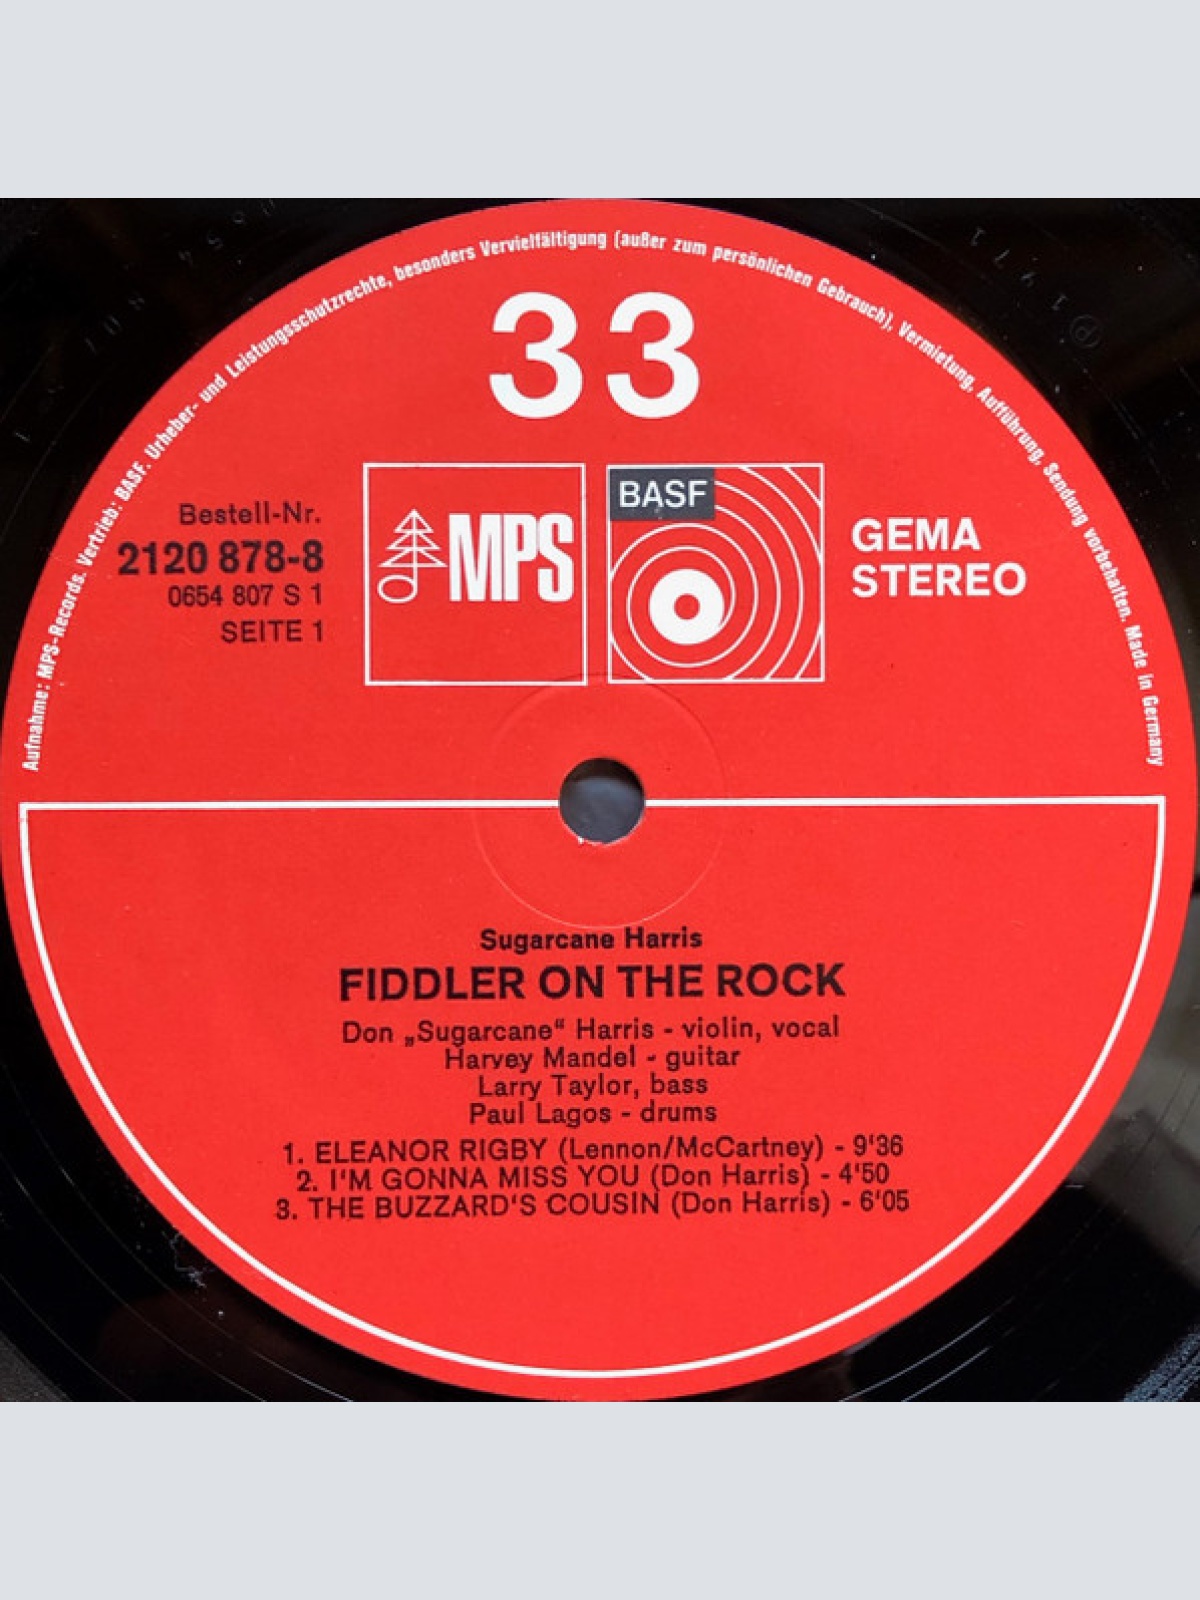 Aufnahme: MPS-Records. Vertrieb: BASF. Urheber- und Leistungsschutzrechte, besonders Vervielfältigung (außer zum persönlichen Gebrauch), Vermietung, Aufführung, Sendung vorbehalten. Made in Germany
33
Bestell-Nr.
2120 878-8
0654 807 S 1
SEITE 1
MPS
BASF
GEMA
STEREO
Sugarcane Harris
FIDDLER ON THE ROCK
Don „Sugarcane“ Harris - violin, vocal
Harvey Mandel - guitar
Larry Taylor, bass
Paul Lagos - drums
1. ELEANOR RIGBY (Lennon/McCartney) - 9'36
2. I'M GONNA MISS YOU (Don Harris) - 4'50
3. THE BUZZARD'S COUSIN (Don Harris) - 6'05
℗ 1971